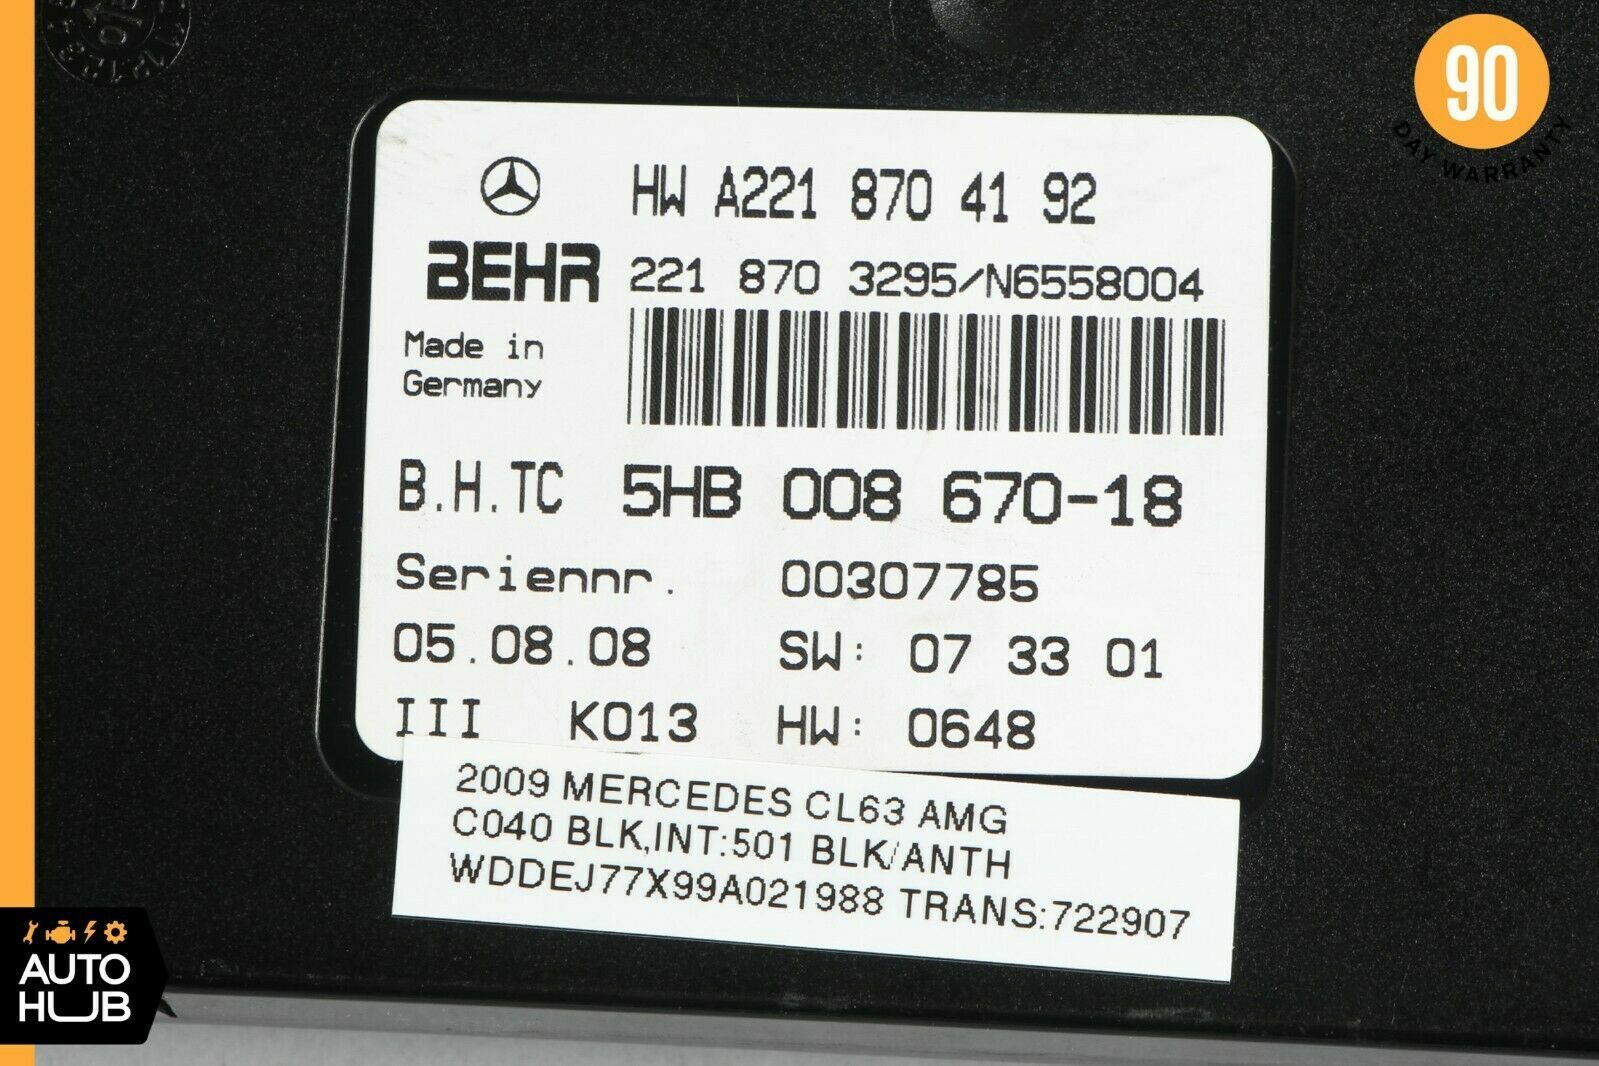 90
DAY WARRANTY
HW A221 870 41 92
BEHR
221 870 3295/N6558004
Made in
Germany
B.H.TC 5HB 008 670-18
Seriennr. 00307785
05.08.08 SW: 07 33 01
III K013 HW: 0648
2009 MERCEDES CL63 AMG
C040 BLK,INT:501 BLK/ANTH
WDDEJ77X99A021988 TRANS:722907
AUTO
HUB